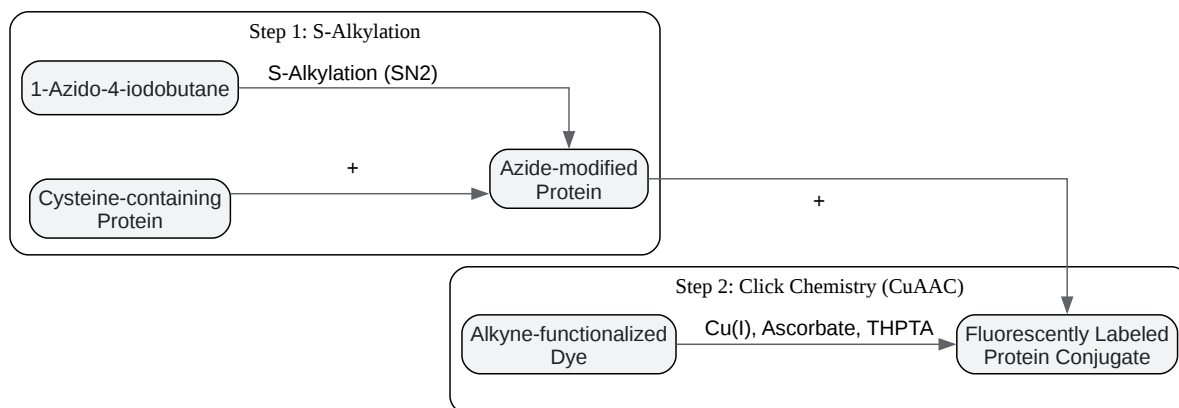 Step 1: S-Alkylation
1-Azido-4-iodobutane
S-Alkylation (SN2)
Cysteine-containing
Protein
+
Azide-modified
Protein
+
Step 2: Click Chemistry (CuAAC)
Alkyne-functionalized
Dye
Cu(I), Ascorbate, THPTA
Fluorescently Labeled
Protein Conjugate